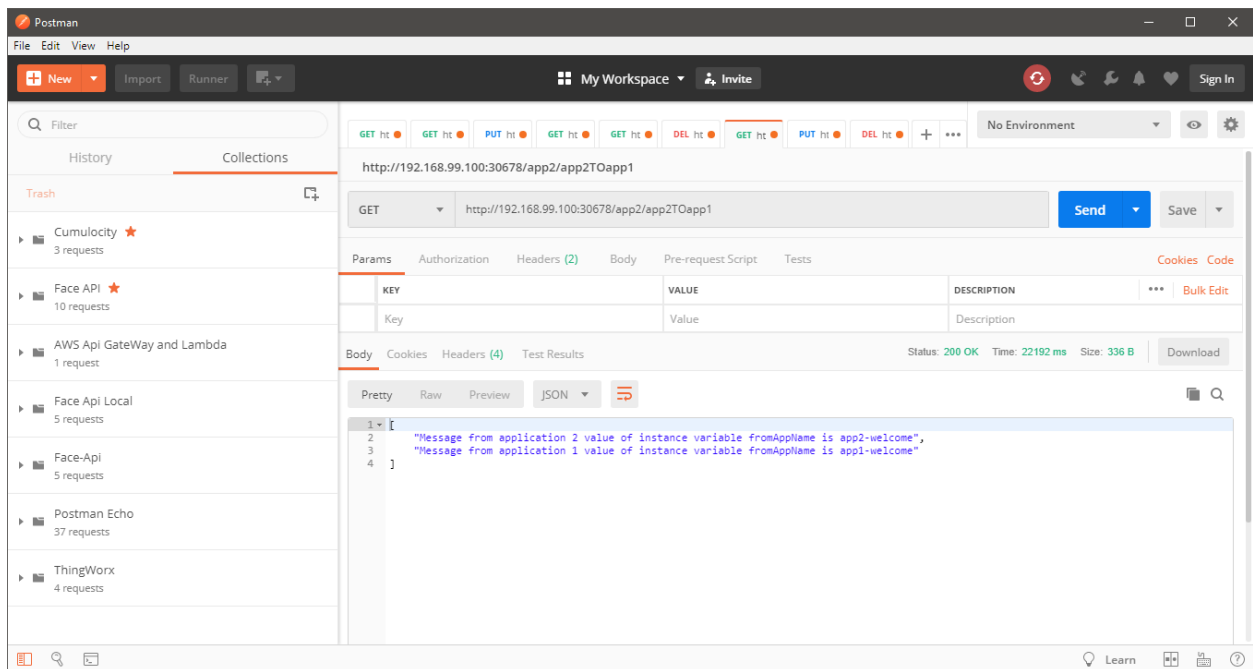 Postman
File Edit View Help
New Import Runner My Workspace Invite Sign In
Filter
History Collections
Trash
Cumulocity
3 requests
Face API
10 requests
AWS Api GateWay and Lambda
1 request
Face Api Local
5 requests
Face-Api
5 requests
Postman Echo
37 requests
ThingWorx
4 requests
GET ht GET ht PUT ht GET ht GET ht DEL ht GET ht PUT ht DEL ht + ••• No Environment
http://192.168.99.100:30678/app2/app2TOapp1
GET http://192.168.99.100:30678/app2/app2TOapp1 Send Save
Params Authorization Headers (2) Body Pre-request Script Tests Cookies Code
KEY VALUE DESCRIPTION ••• Bulk Edit
Key Value Description
Body Cookies Headers (4) Test Results Status: 200 OK Time: 22192 ms Size: 336 B Download
Pretty Raw Preview JSON
1 [
2 "Message from application 2 value of instance variable fromAppName is app2-welcome",
3 "Message from application 1 value of instance variable fromAppName is app1-welcome"
4 ]
Learn